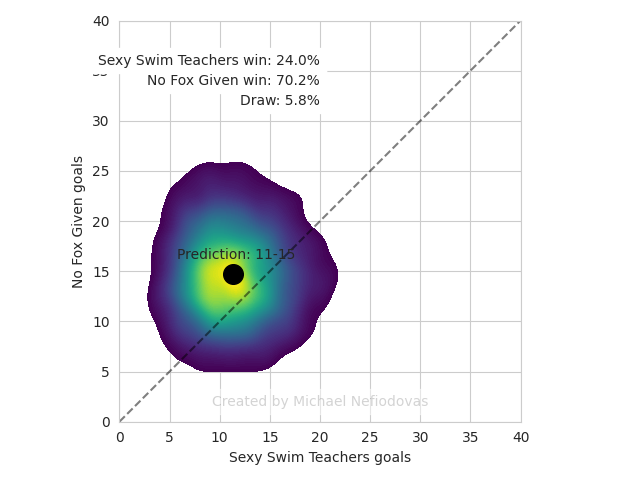 40
Sexy Swim Teachers win: 24.0%
No Fox Given win: 70.2%
Draw: 5.8%
30
25
20
Prediction: 11-15
15
10
5
0
No Fox Given goals
Created by Michael Nefiodovas
0 5 10 15 20 25 30 35 40
Sexy Swim Teachers goals